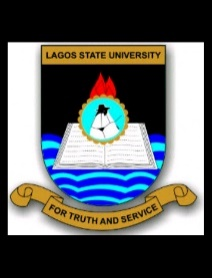 LAGOS STATE UNIVERSITY
FOR TRUTH AND SERVICE